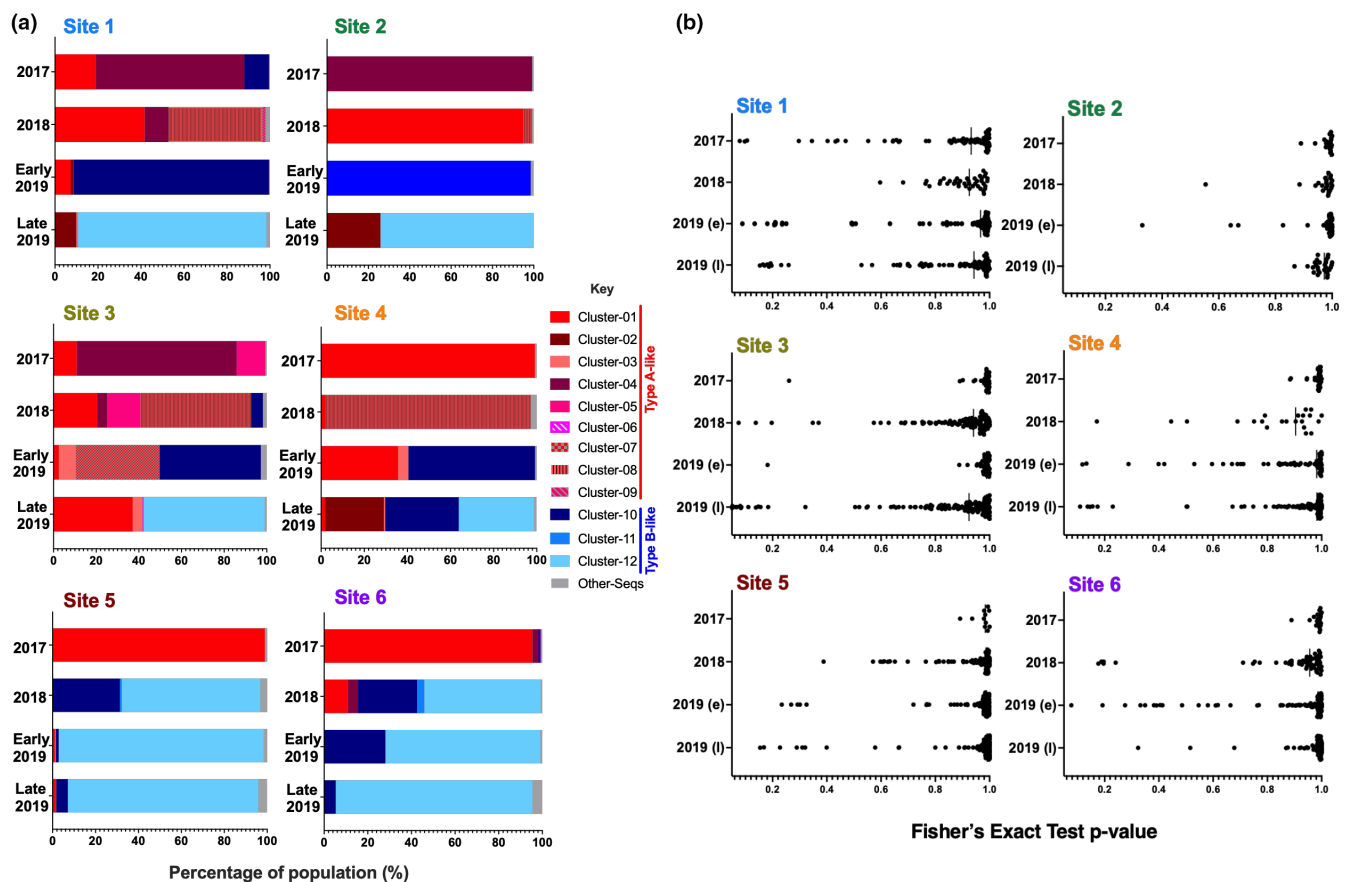 (a)
Site 1
2017
2018
Early
2019
Late
2019
0 20 40 60 80 100
Site 2
2017
2018
Early
2019
Late
2019
0 20 40 60 80 100
Site 3
2017
2018
Early
2019
Late
2019
0 20 40 60 80 100
Site 4
2017
2018
Early
2019
Late
2019
0 20 40 60 80 100
Key
Cluster-01
Cluster-02
Cluster-03
Cluster-04
Cluster-05
Cluster-06
Cluster-07
Cluster-08
Cluster-09
Cluster-10
Cluster-11
Cluster-12
Other-Seqs
Type A-like
Type B-like
Site 5
2017
2018
Early
2019
Late
2019
0 20 40 60 80 100
Site 6
2017
2018
Early
2019
Late
2019
0 20 40 60 80 100
Percentage of population (%)
(b)
Site 1
2017
2018
2019 (e)
2019 (l)
0.2 0.4 0.6 0.8 1.0
Site 2
2017
2018
2019 (e)
2019 (l)
0.2 0.4 0.6 0.8 1.0
Site 3
2017
2018
2019 (e)
2019 (l)
0.2 0.4 0.6 0.8 1.0
Site 4
2017
2018
2019 (e)
2019 (l)
0.2 0.4 0.6 0.8 1.0
Site 5
2017
2018
2019 (e)
2019 (l)
0.2 0.4 0.6 0.8 1.0
Site 6
2017
2018
2019 (e)
2019 (l)
0.2 0.4 0.6 0.8 1.0
Fisher's Exact Test p-value